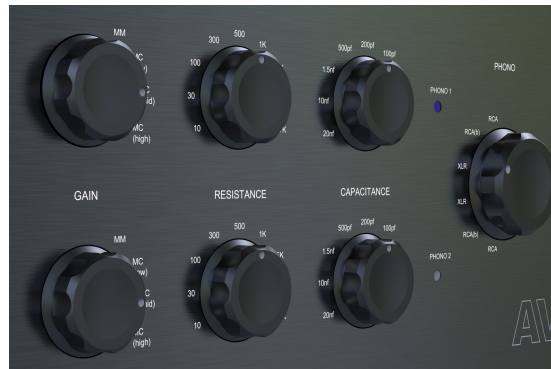 MM
MC
MC
(high)
GAIN
300
500
1K
100
30
10
RESISTANCE
500pf
200pf
100pf
1.5nf
10nf
20nf
CAPACITANCE
PHONO 1
PHONO
RCA
RCA(b)
XLR
XLR
RCA(b)
RCA
MM
MC
MC
(high)
300
500
1K
100
30
10
500pf
200pf
100pf
1.5nf
10nf
20nf
PHONO 2